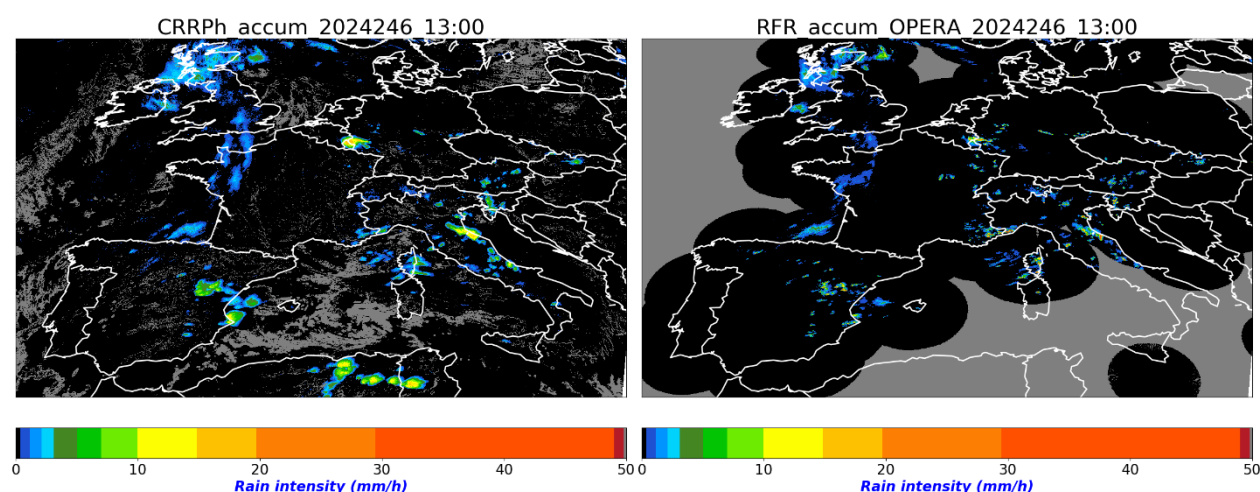 CRRPh_accum_2024246_13:00
RFR_accum_OPERA_2024246_13:00
0 10 20 30 40 50
Rain intensity (mm/h)
0 10 20 30 40 50
Rain intensity (mm/h)